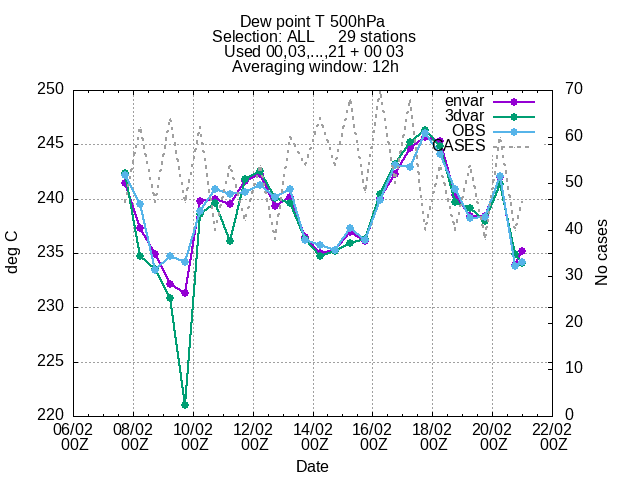 Dew point T 500hPa
Selection: ALL 29 stations
Used 00,03,...,21 + 00 03
Averaging window: 12h
250 70
envar
3dvar
OBS
CASES
245 60
240 50
235 40
230 30
225 20
220 10
0
deg C
No cases
06/02 08/02 10/02 12/02 14/02 16/02 18/02 20/02 22/02
00Z 00Z 00Z 00Z 00Z 00Z 00Z 00Z 00Z
Date